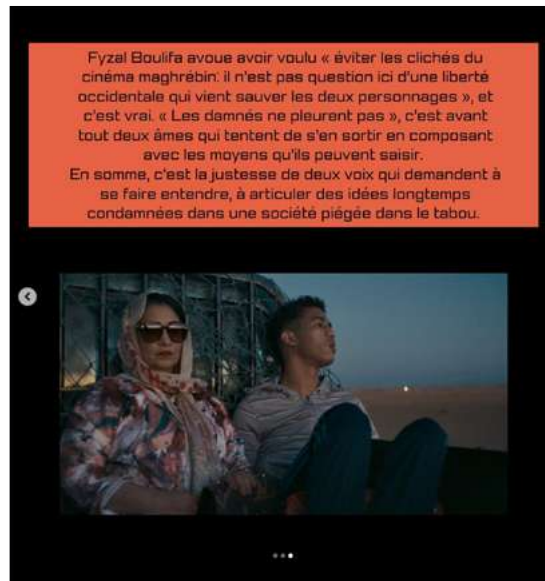 Fyzal Boulifa avoue avoir voulu « éviter les clichés du
cinéma maghrébin: il n'est pas question ici d'une liberté
occidentale qui vient sauver les deux personnages », et
c'est vrai. « Les damnés ne pleurent pas », c'est avant
tout deux âmes qui tentent de s'en sortir en composant
avec les moyens qu'ils peuvent saisir.
En somme, c'est la justesse de deux voix qui demandent à
se faire entendre, à articuler des idées longtemps
condamnées dans une société piégée dans le tabou.